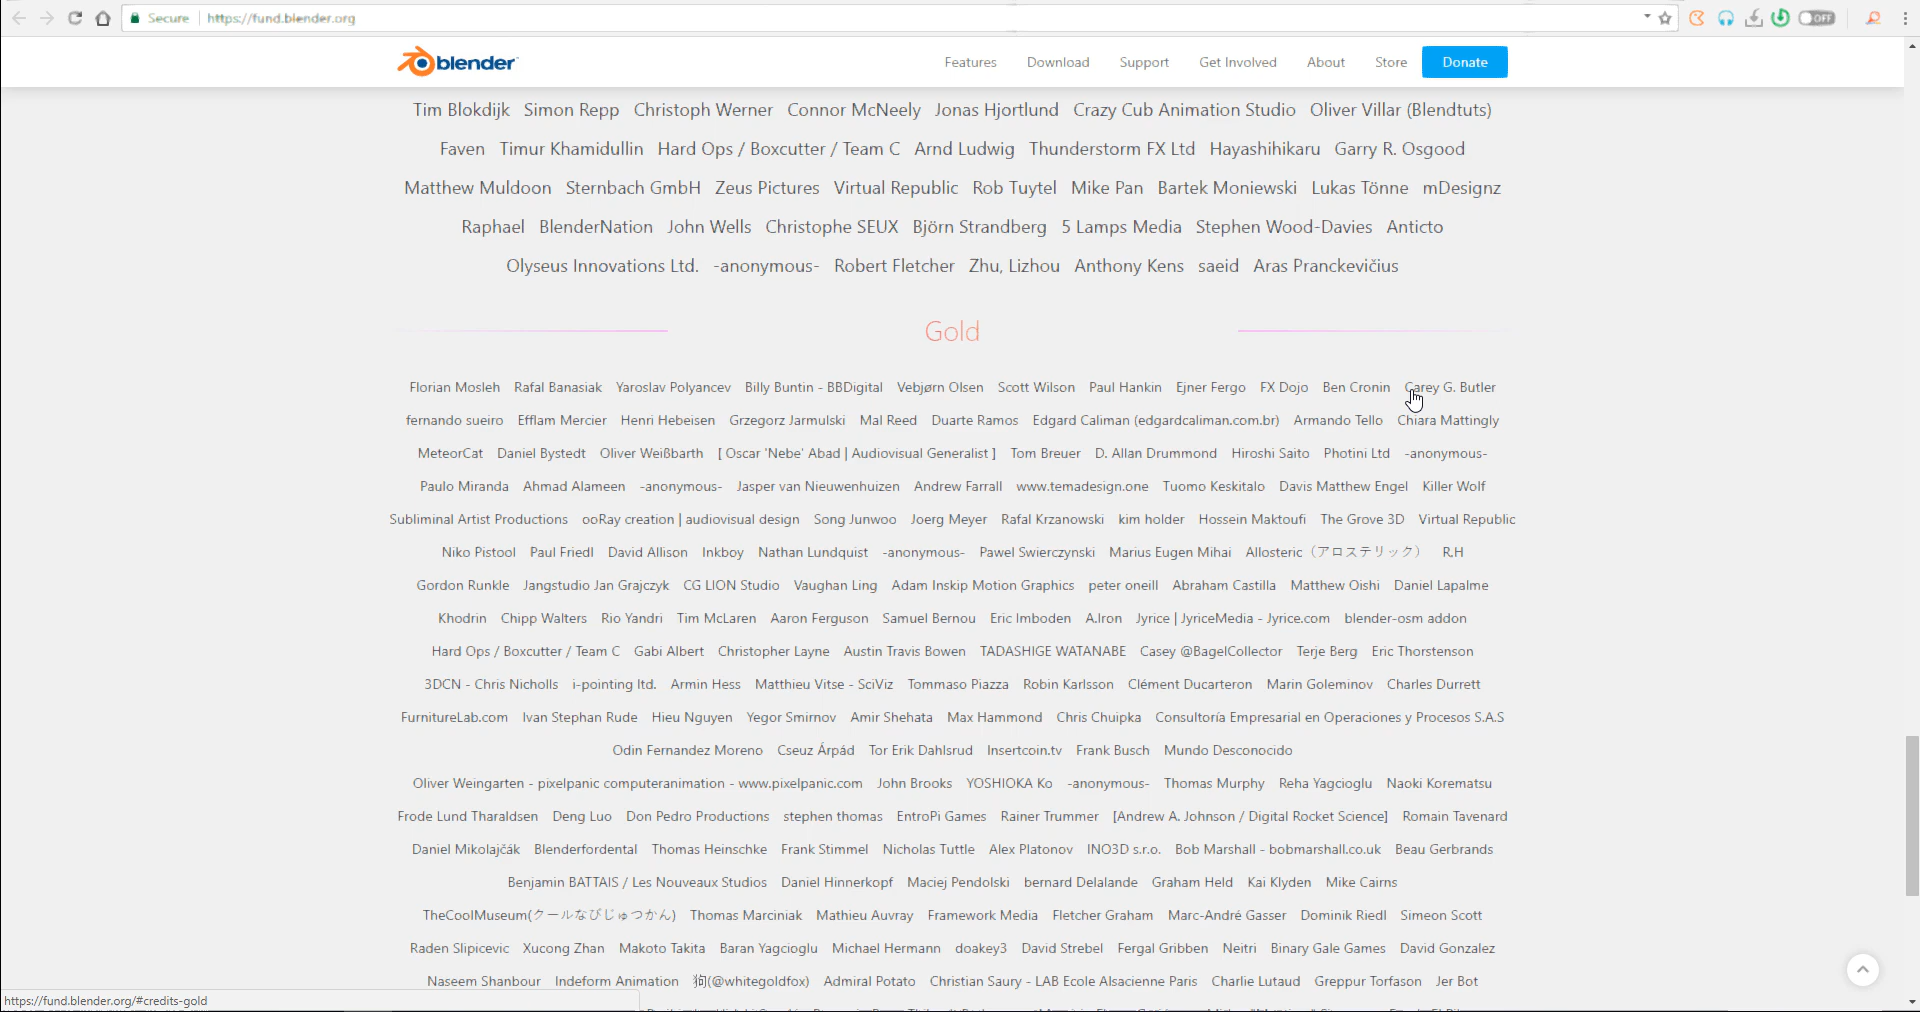 Secure https://fund.blender.org OFF
blender Features Download Support Get Involved About Store Donate
Tim Blokdijk Simon Repp Christoph Werner Connor McNeely Jonas Hjortlund Crazy Cub Animation Studio Oliver Villar (Blendtuts)
Faven Timur Khamidullin Hard Ops / Boxcutter / Team C Arnd Ludwig Thunderstorm FX Ltd Hayashihikaru Garry R. Osgood
Matthew Muldoon Sternbach GmbH Zeus Pictures Virtual Republic Rob Tuytel Mike Pan Bartek Moniewski Lukas Tönne mDesignz
Raphael BlenderNation John Wells Christophe SEUX Björn Strandberg 5 Lamps Media Stephen Wood-Davies Anticto
Olyseus Innovations Ltd. -anonymous- Robert Fletcher Zhu, Lizhou Anthony Kens saeid Aras Pranckevičius
Gold
Florian Mosleh Rafal Banasiak Yaroslav Polyancev Billy Buntin - BBDigital Vebjørn Olsen Scott Wilson Paul Hankin Ejner Fergo FX Dojo Ben Cronin Carey G. Butler
fernando sueiro Efflam Mercier Henri Hebeisen Grzegorz Jarmulski Mal Reed Duarte Ramos Edgard Caliman (edgardcaliman.com.br) Armando Tello Chiara Mattingly
MeteorCat Daniel Bystedt Oliver Weißbarth [ Oscar 'Nebe' Abad | Audiovisual Generalist ] Tom Breuer D. Allan Drummond Hiroshi Saito Photini Ltd -anonymous-
Paulo Miranda Ahmad Alameen -anonymous- Jasper van Nieuwenhuizen Andrew Farrall www.temadesign.one Tuomo Keskitalo Davis Matthew Engel Killer Wolf
Subliminal Artist Productions ooRay creation | audiovisual design Song Junwoo Joerg Meyer Rafal Krzanowski kim holder Hossein Maktoufi The Grove 3D Virtual Republic
Niko Pistool Paul Friedl David Allison Inkboy Nathan Lundquist -anonymous- Pawel Swierczynski Marius Eugen Mihai Allosteric（アロステリック） R.H
Gordon Runkle Jangstudio Jan Grajczyk CG LION Studio Vaughan Ling Adam Inskip Motion Graphics peter oneill Abraham Castilla Matthew Oishi Daniel Lapalme
Khodrin Chipp Walters Rio Yandri Tim McLaren Aaron Ferguson Samuel Bernou Eric Imboden A.Iron Jyrice | JyriceMedia - Jyrice.com blender-osm addon
Hard Ops / Boxcutter / Team C Gabi Albert Christopher Layne Austin Travis Bowen TADASHIGE WATANABE Casey @BagelCollector Terje Berg Eric Thorstenson
3DCN - Chris Nicholls i-pointing ltd. Armin Hess Matthieu Vitse - SciViz Tommaso Piazza Robin Karlsson Clément Ducarteron Marin Goleminov Charles Durrett
FurnitureLab.com Ivan Stephan Rude Hieu Nguyen Yegor Smirnov Amir Shehata Max Hammond Chris Chuipka Consultoría Empresarial en Operaciones y Procesos S.A.S
Odin Fernandez Moreno Cseuz Árpád Tor Erik Dahlsrud Insertcoin.tv Frank Busch Mundo Desconocido
Oliver Weingarten - pixelpanic computeranimation - www.pixelpanic.com John Brooks YOSHIOKA Ko -anonymous- Thomas Murphy Reha Yagcioglu Naoki Korematsu
Frode Lund Tharaldsen Deng Luo Don Pedro Productions stephen thomas EntroPi Games Rainer Trummer [Andrew A. Johnson / Digital Rocket Science] Romain Tavenard
Daniel Mikolajčák Blenderfordental Thomas Heinschke Frank Stimmel Nicholas Tuttle Alex Platonov INO3D s.r.o. Bob Marshall - bobmarshall.co.uk Beau Gerbrands
Benjamin BATTAIS / Les Nouveaux Studios Daniel Hinnerkopf Maciej Pendolski bernard Delalande Graham Held Kai Klyden Mike Cairns
TheCoolMuseum(クールなびじゅつかん) Thomas Marciniak Mathieu Auvray Framework Media Fletcher Graham Marc-André Gasser Dominik Riedl Simeon Scott
Raden Slipicevic Xucong Zhan Makoto Takita Baran Yagcioglu Michael Hermann doakey3 David Strebel Fergal Gribben Neitri Binary Gale Games David Gonzalez
Naseem Shanbour Indeform Animation 狗(@whitegoldfox) Admiral Potato Christian Saury - LAB Ecole Alsacienne Paris Charlie Lutaud Greppur Torfason Jer Bot
https://fund.blender.org/#credits-gold